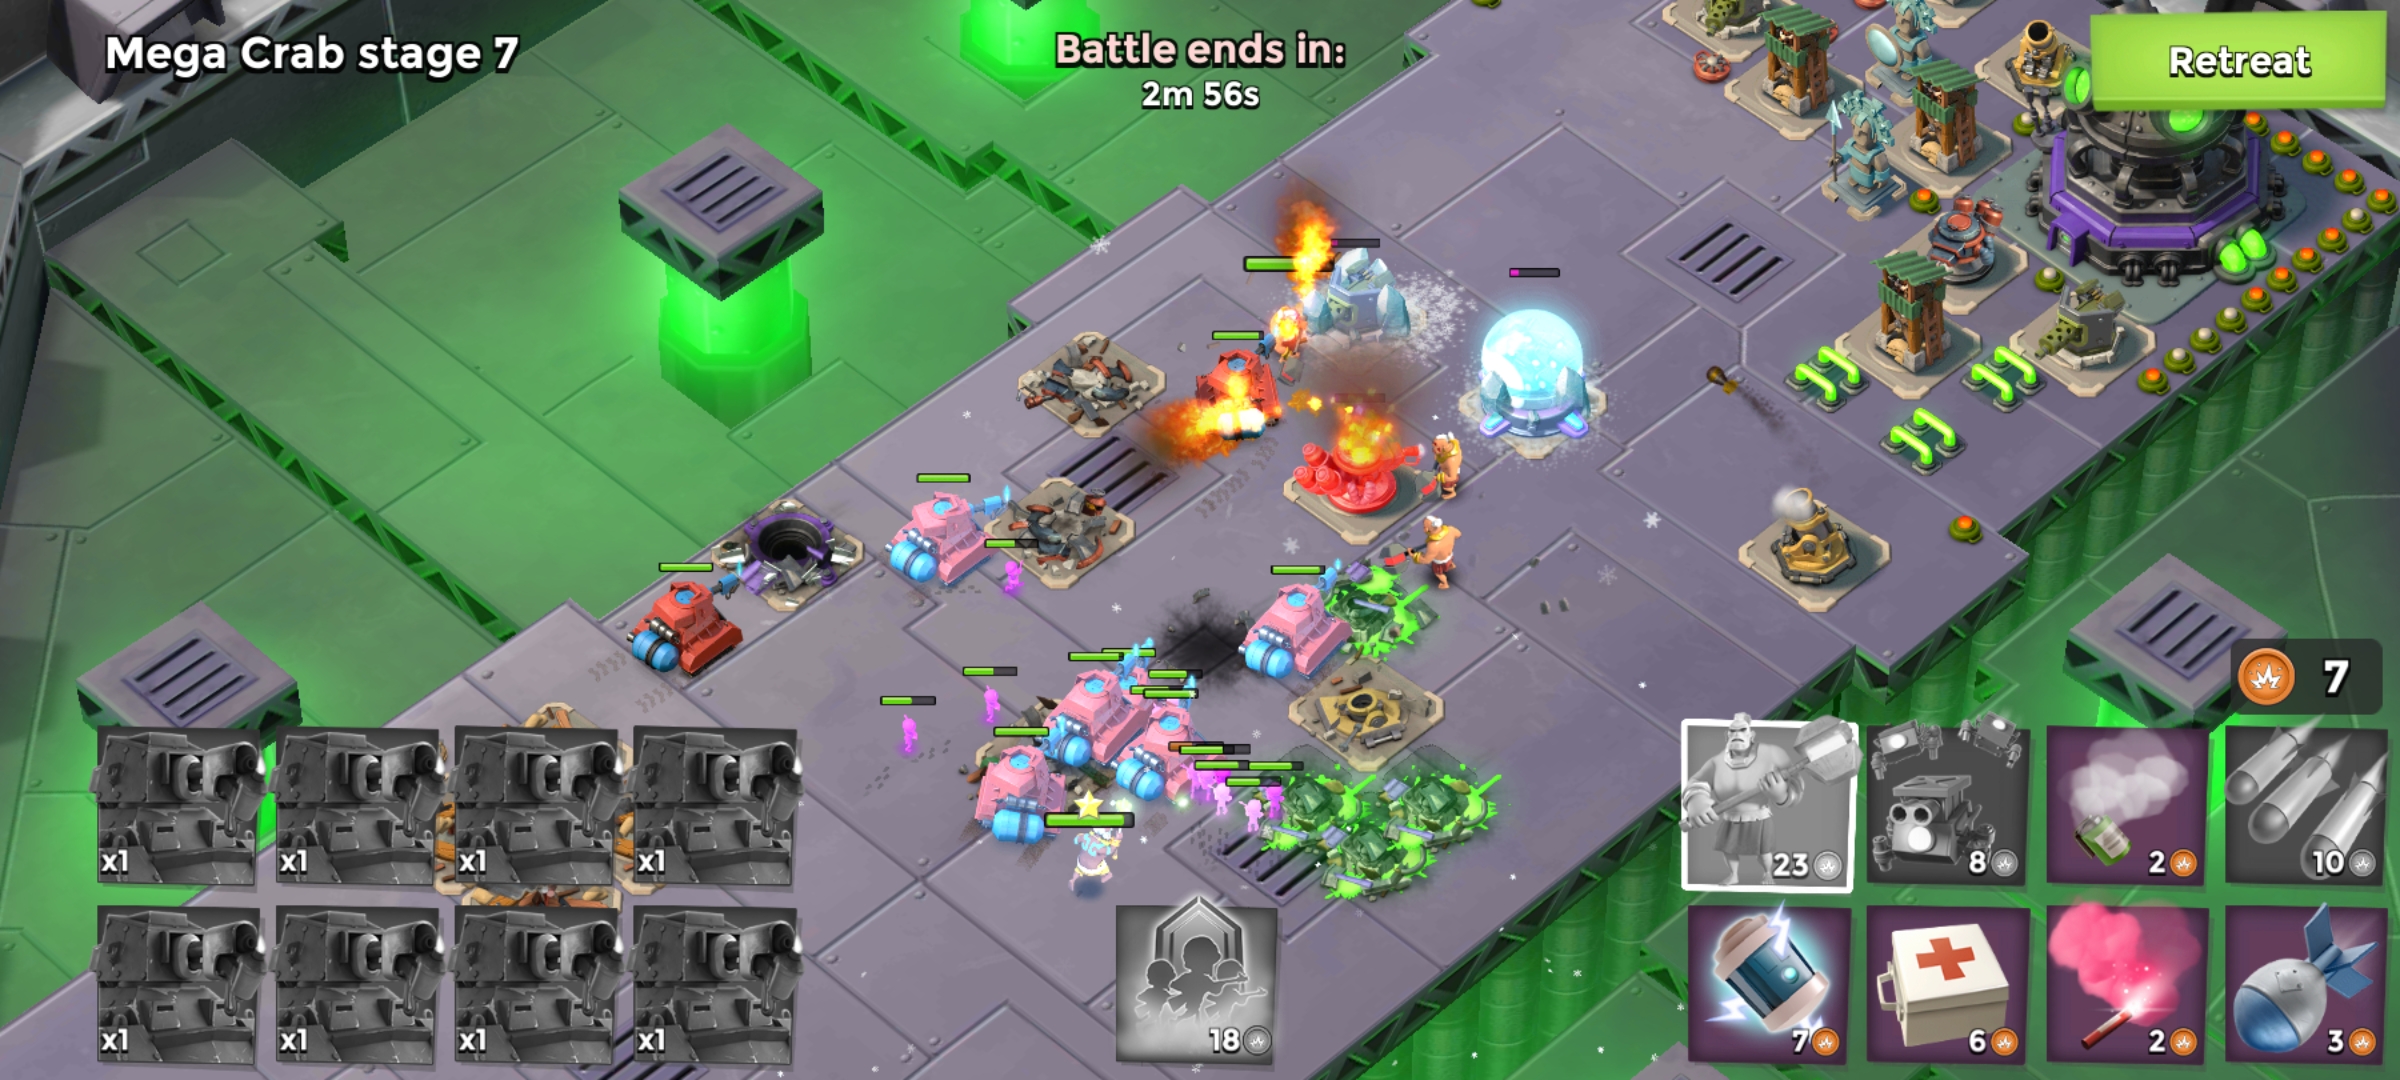 Mega Crab stage 7
Battle ends in:
2m 56s
Retreat
7
x1
x1
x1
x1
23
8
2
10
x1
x1
x1
x1
18
7
6
2
3